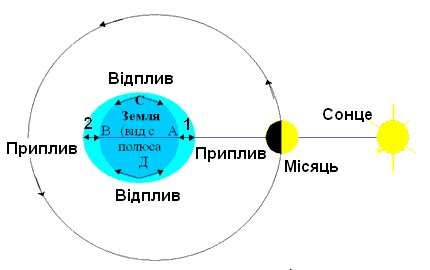 Відплив
С
Земля
2 В (вид с А 1
полюса
Д
Приплив
Приплив
Відплив
Сонце
Місяць